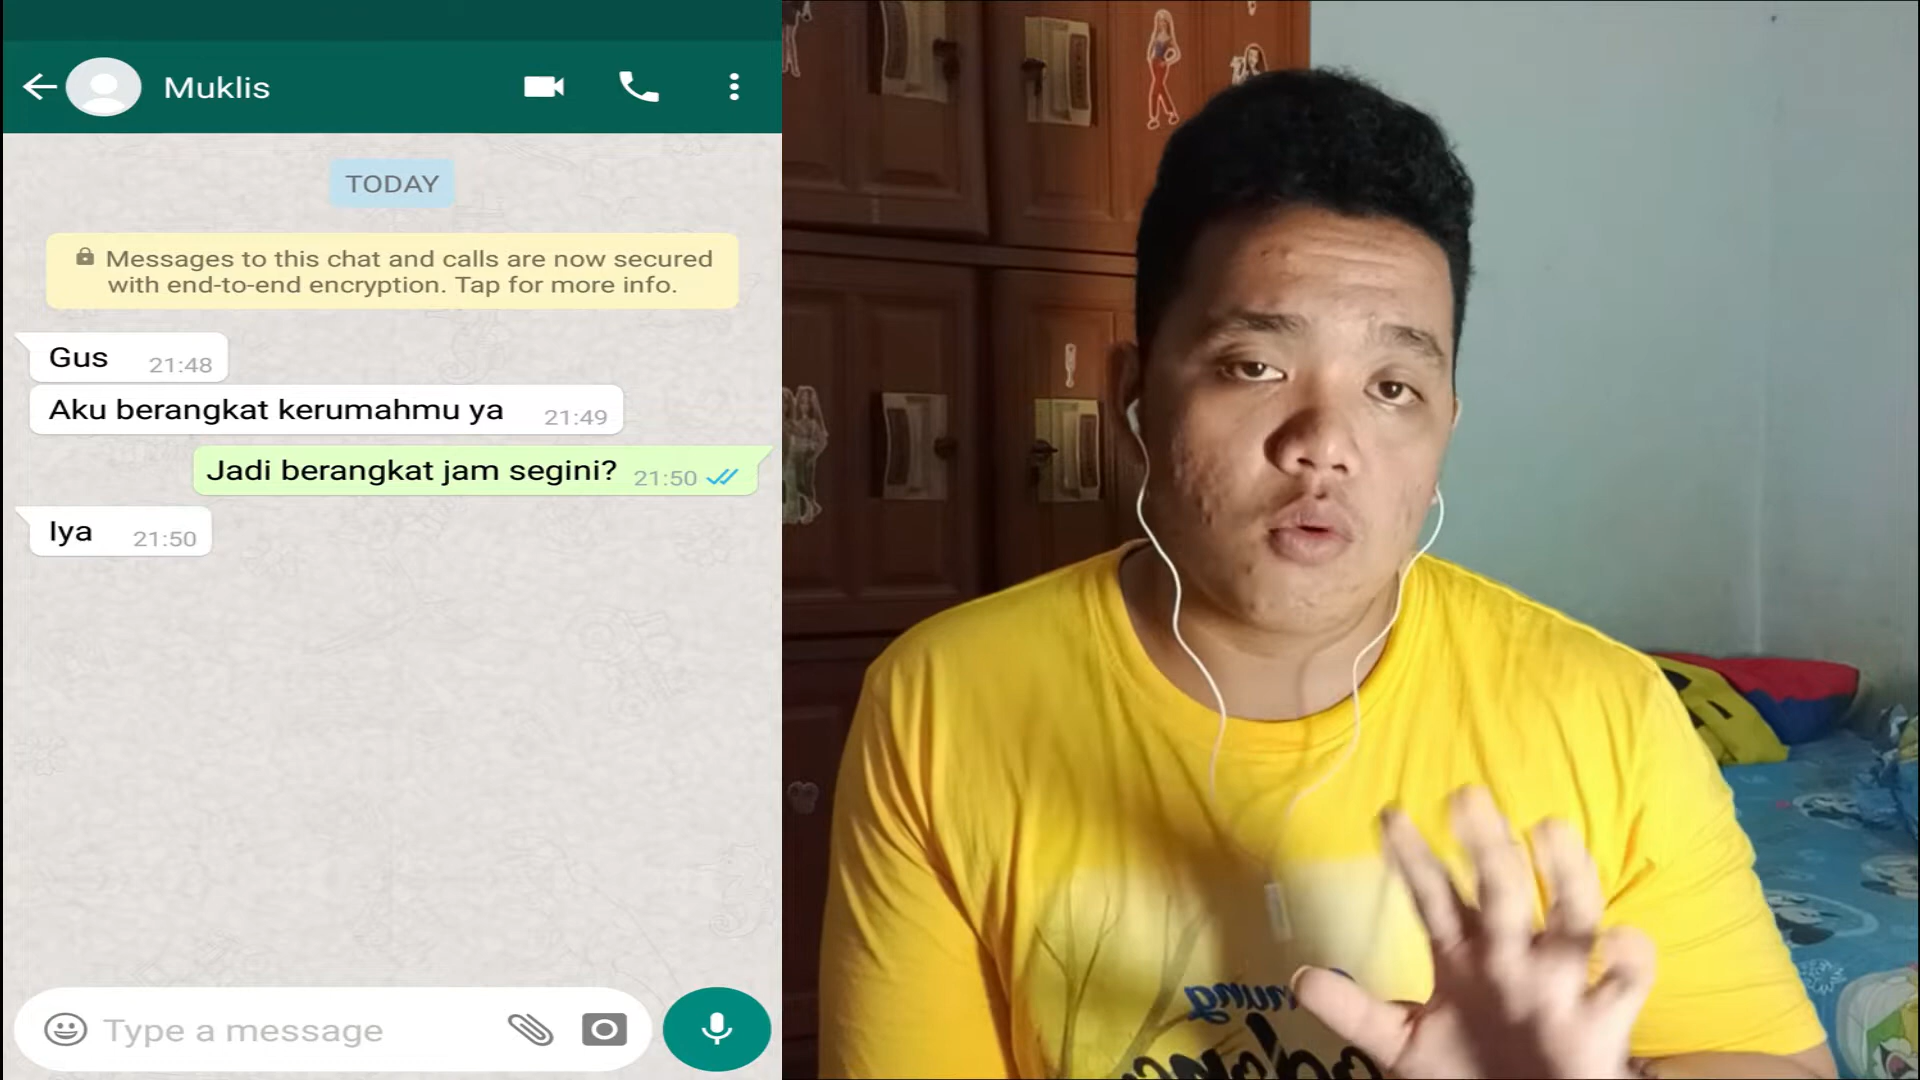 Muklis
TODAY
Messages to this chat and calls are now secured
with end-to-end encryption. Tap for more info.
Gus 21:48
Aku berangkat kerumahmu ya 21:49
Jadi berangkat jam segini? 21:50
Iya 21:50
Type a message